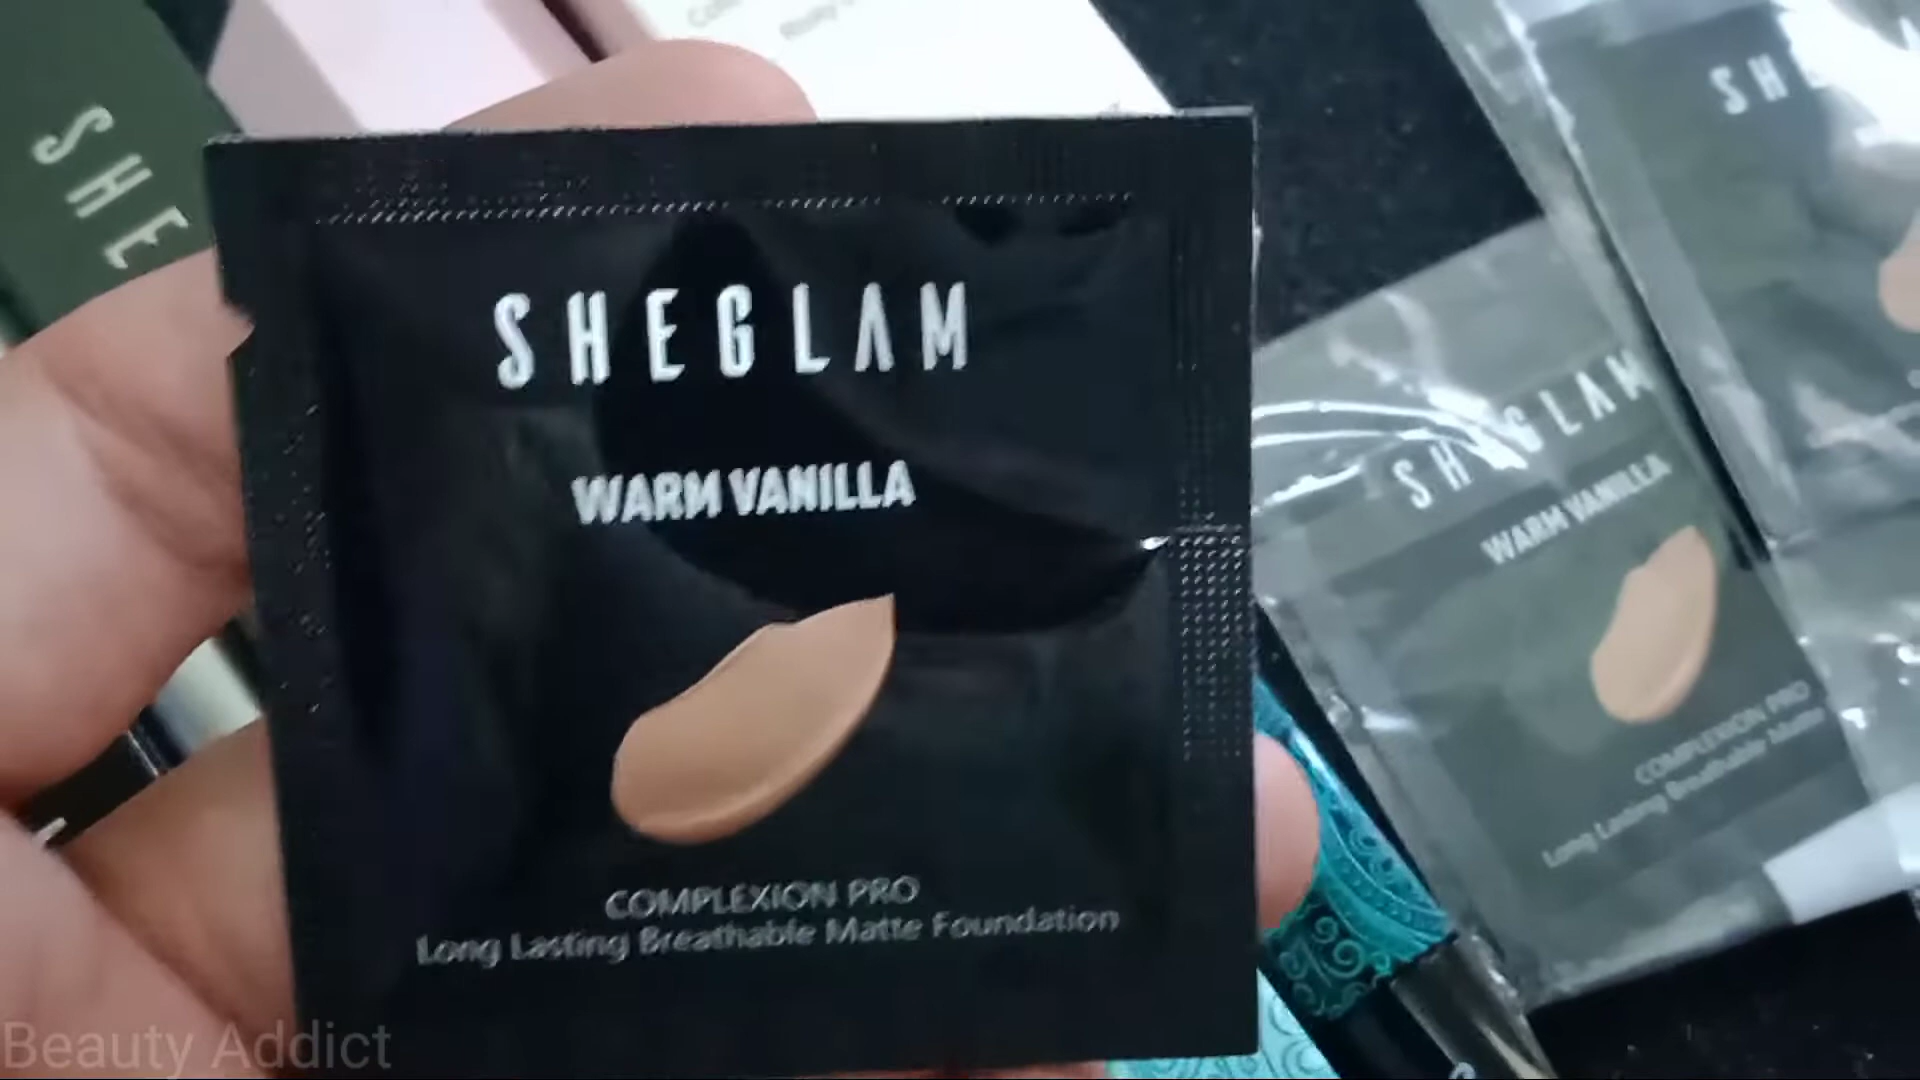 SHE
SHEGLAM
WARM VANILLA
COMPLEXION PRO
Long Lasting Breathable Matte Foundation
SHEGLAM
WARM VANILLA
COMPLEXION PRO
Long Lasting Breathable Matte
SH
Beauty Addict